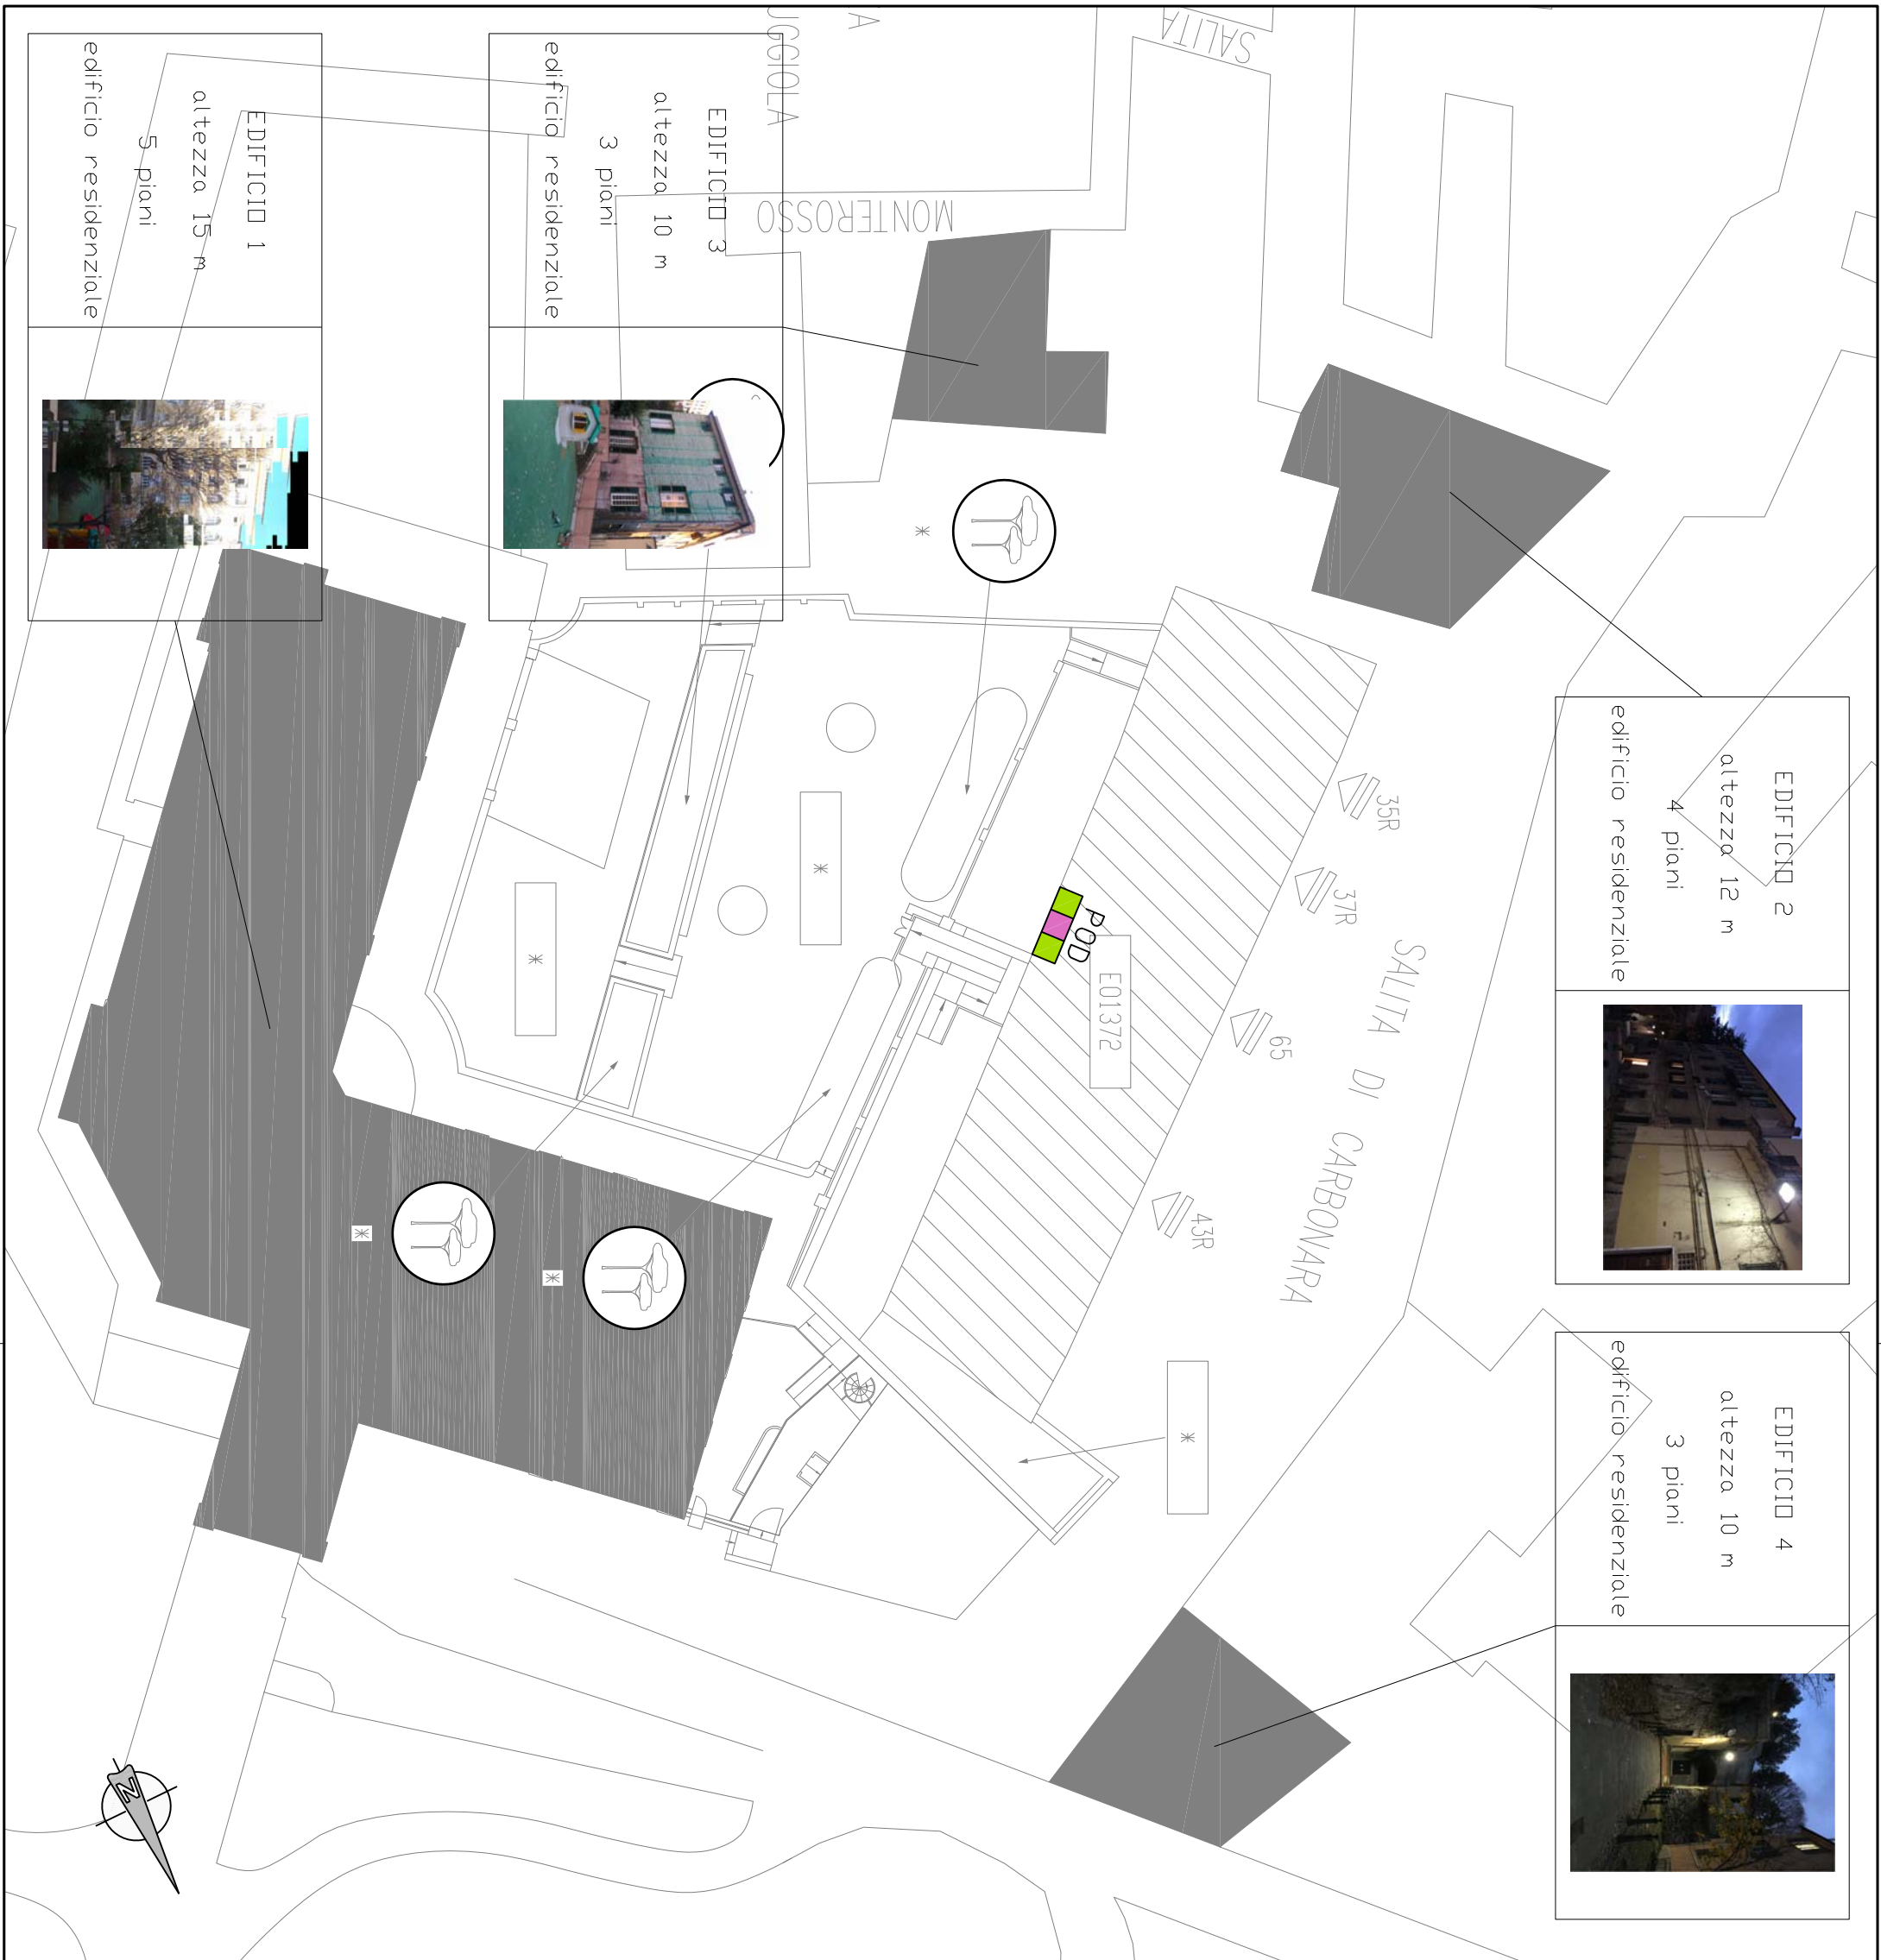 EDIFICIO 1
altezza 15 m
5 piani
edificio residenziale
EDIFICIO 3
altezza 10 m
3 piani
edificio residenziale
EDIFICIO 2
altezza 12 m
4 piani
edificio residenziale
EDIFICIO 4
altezza 10 m
3 piani
edificio residenziale
SALITA
MONTEROSSO
A
UGGIOLA
SALITA DI CARBONARA
35R
37R
65
43R
POD
E01372
*
*
*
*
*
*
N